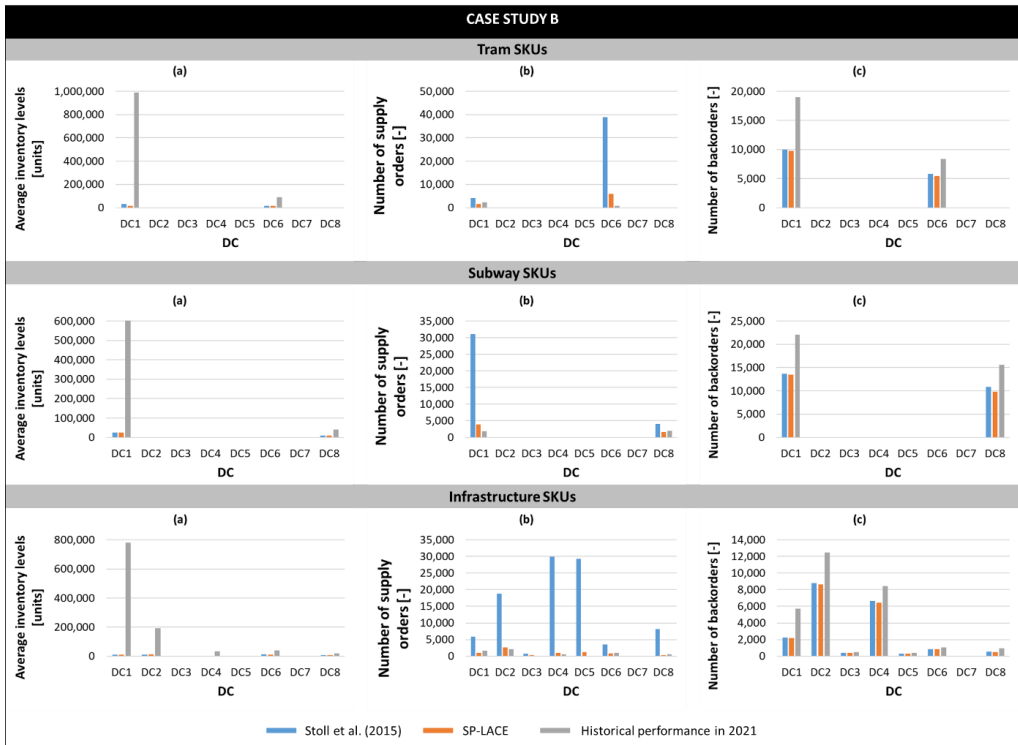 CASE STUDY B
Tram SKUs
(a)
Average inventory levels
[units]
1,000,000
800,000
600,000
400,000
200,000
0
DC1 DC2 DC3 DC4 DC5 DC6 DC7 DC8
DC
(b)
Number of supply
orders [-]
50,000
40,000
30,000
20,000
10,000
0
DC1 DC2 DC3 DC4 DC5 DC6 DC7 DC8
DC
(c)
Number of backorders [-]
20,000
15,000
10,000
5,000
0
DC1 DC2 DC3 DC4 DC5 DC6 DC7 DC8
DC
Subway SKUs
(a)
Average inventory levels
[units]
600,000
500,000
400,000
300,000
200,000
100,000
0
DC1 DC2 DC3 DC4 DC5 DC6 DC7 DC8
DC
(b)
Number of supply
orders [-]
35,000
30,000
25,000
20,000
15,000
10,000
5,000
0
DC1 DC2 DC3 DC4 DC5 DC6 DC7 DC8
DC
(c)
Number of backorders [-]
25,000
20,000
15,000
10,000
5,000
0
DC1 DC2 DC3 DC4 DC5 DC6 DC7 DC8
DC
Infrastructure SKUs
(a)
Average inventory levels
[units]
800,000
600,000
400,000
200,000
0
DC1 DC2 DC3 DC4 DC5 DC6 DC7 DC8
DC
(b)
Number of supply
orders [-]
35,000
30,000
25,000
20,000
15,000
10,000
5,000
0
DC1 DC2 DC3 DC4 DC5 DC6 DC7 DC8
DC
(c)
Number of backorders [-]
14,000
12,000
10,000
8,000
6,000
4,000
2,000
0
DC1 DC2 DC3 DC4 DC5 DC6 DC7 DC8
DC
Stoll et al. (2015) SP-LACE Historical performance in 2021